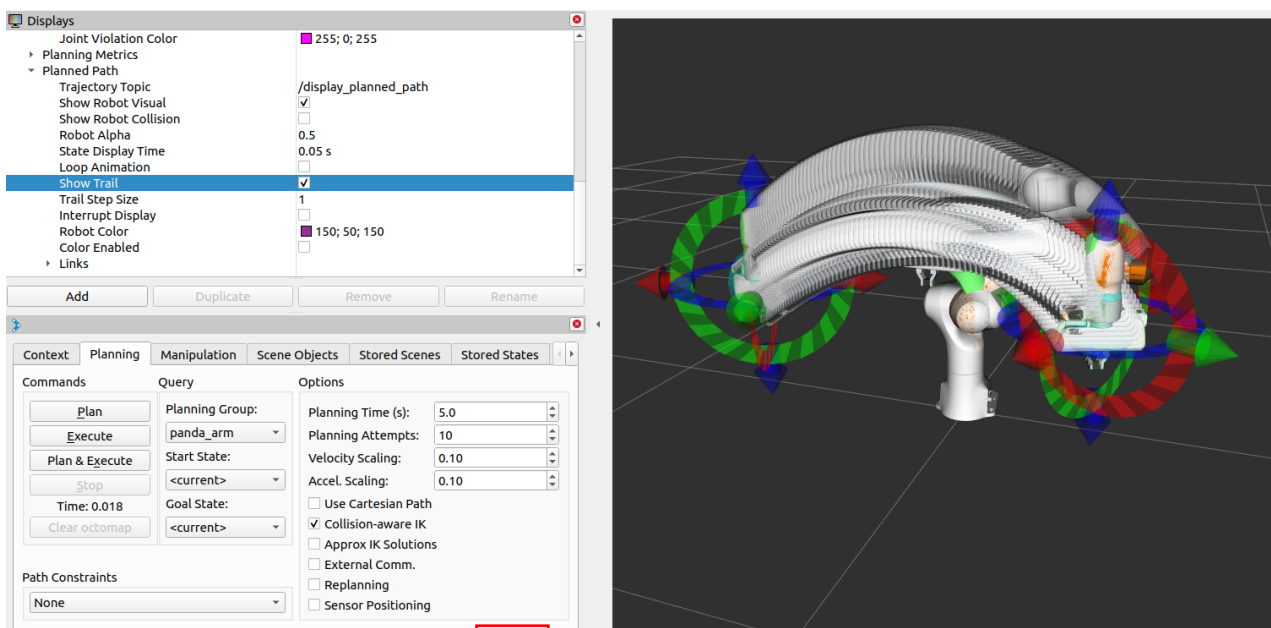 Displays
Joint Violation Color 255; 0; 255
Planning Metrics
Planned Path
Trajectory Topic /display_planned_path
Show Robot Visual
Show Robot Collision
Robot Alpha 0.5
State Display Time 0.05 s
Loop Animation
Show Trail
Trail Step Size 1
Interrupt Display
Robot Color 150; 50; 150
Color Enabled
Links
Add Duplicate Remove Rename
Context Planning Manipulation Scene Objects Stored Scenes Stored States
Commands Query Options
Plan
Execute
Plan & Execute
Stop
Time: 0.018
Clear octomap
Planning Group:
panda_arm
Start State:
<current>
Goal State:
<current>
Planning Time (s): 5.0
Planning Attempts: 10
Velocity Scaling: 0.10
Accel. Scaling: 0.10
Use Cartesian Path
Collision-aware IK
Approx IK Solutions
External Comm.
Replanning
Sensor Positioning
Path Constraints
None